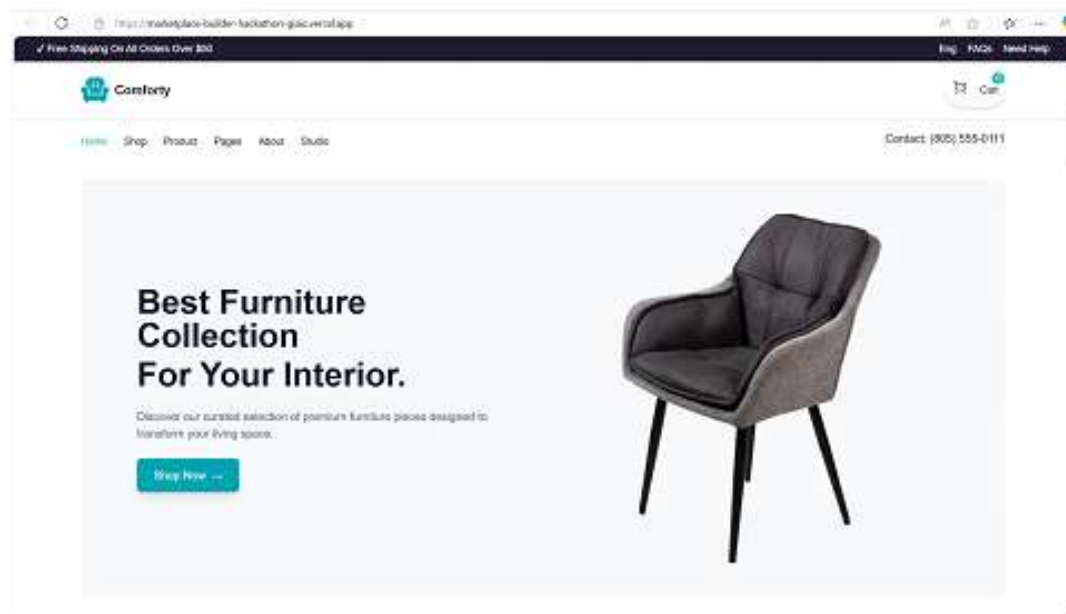 ✓ Free Shipping On All Orders Over $50
Eng FAQs Need Help
Comforty
Cart
Home Shop Product Pages About Studio
Contact: (805) 555-0111
Best Furniture
Collection
For Your Interior.
Discover our curated selection of premium furniture pieces designed to
transform your living space.
Shop Now →